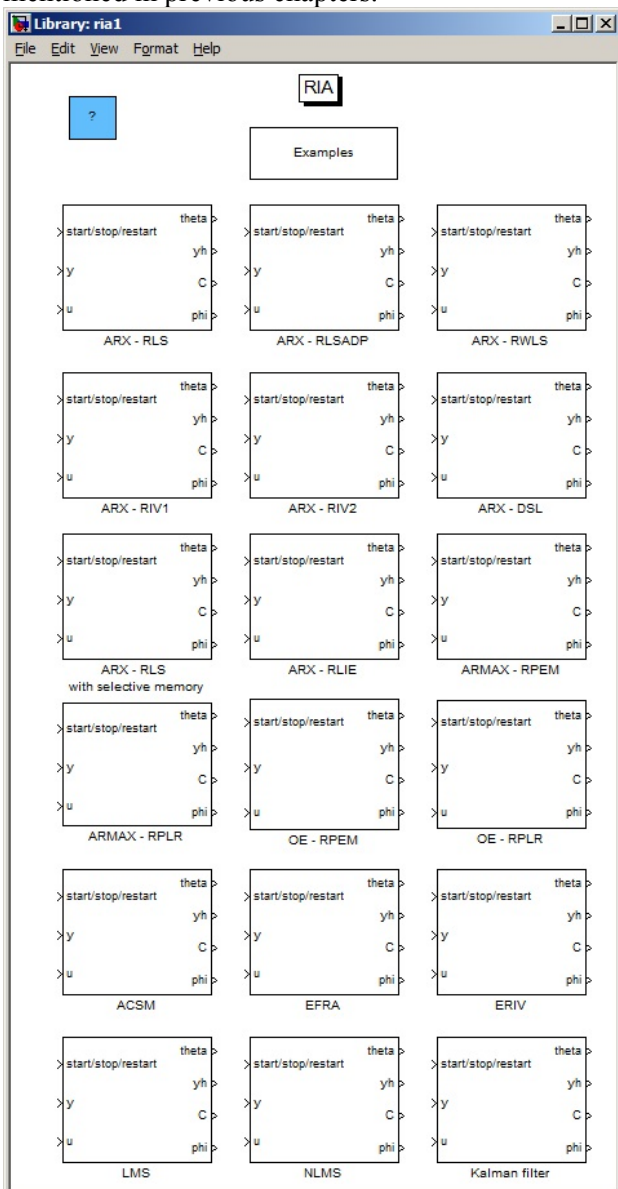 mentioned in previous chapters.
Library: ria1
File Edit View Format Help
RIA
?
Examples
start/stop/restart theta yh y C u phi
start/stop/restart theta yh y C u phi
start/stop/restart theta yh y C u phi
ARX - RLS
ARX - RLSADP
ARX - RWLS
start/stop/restart theta yh y C u phi
start/stop/restart theta yh y C u phi
start/stop/restart theta yh y C u phi
ARX - RIV1
ARX - RIV2
ARX - DSL
start/stop/restart theta yh y C u phi
start/stop/restart theta yh y C u phi
start/stop/restart theta yh y C u phi
ARX - RLS
with selective memory
ARX - RLIE
ARMAX - RPEM
start/stop/restart theta yh y C u phi
start/stop/restart theta yh y C u phi
start/stop/restart theta yh y C u phi
ARMAX - RPLR
OE - RPEM
OE - RPLR
start/stop/restart theta yh y C u phi
start/stop/restart theta yh y C u phi
start/stop/restart theta yh y C u phi
ACSM
EFRA
ERIV
start/stop/restart theta yh y C u phi
start/stop/restart theta yh y C u phi
start/stop/restart theta yh y C u phi
LMS
NLMS
Kalman filter